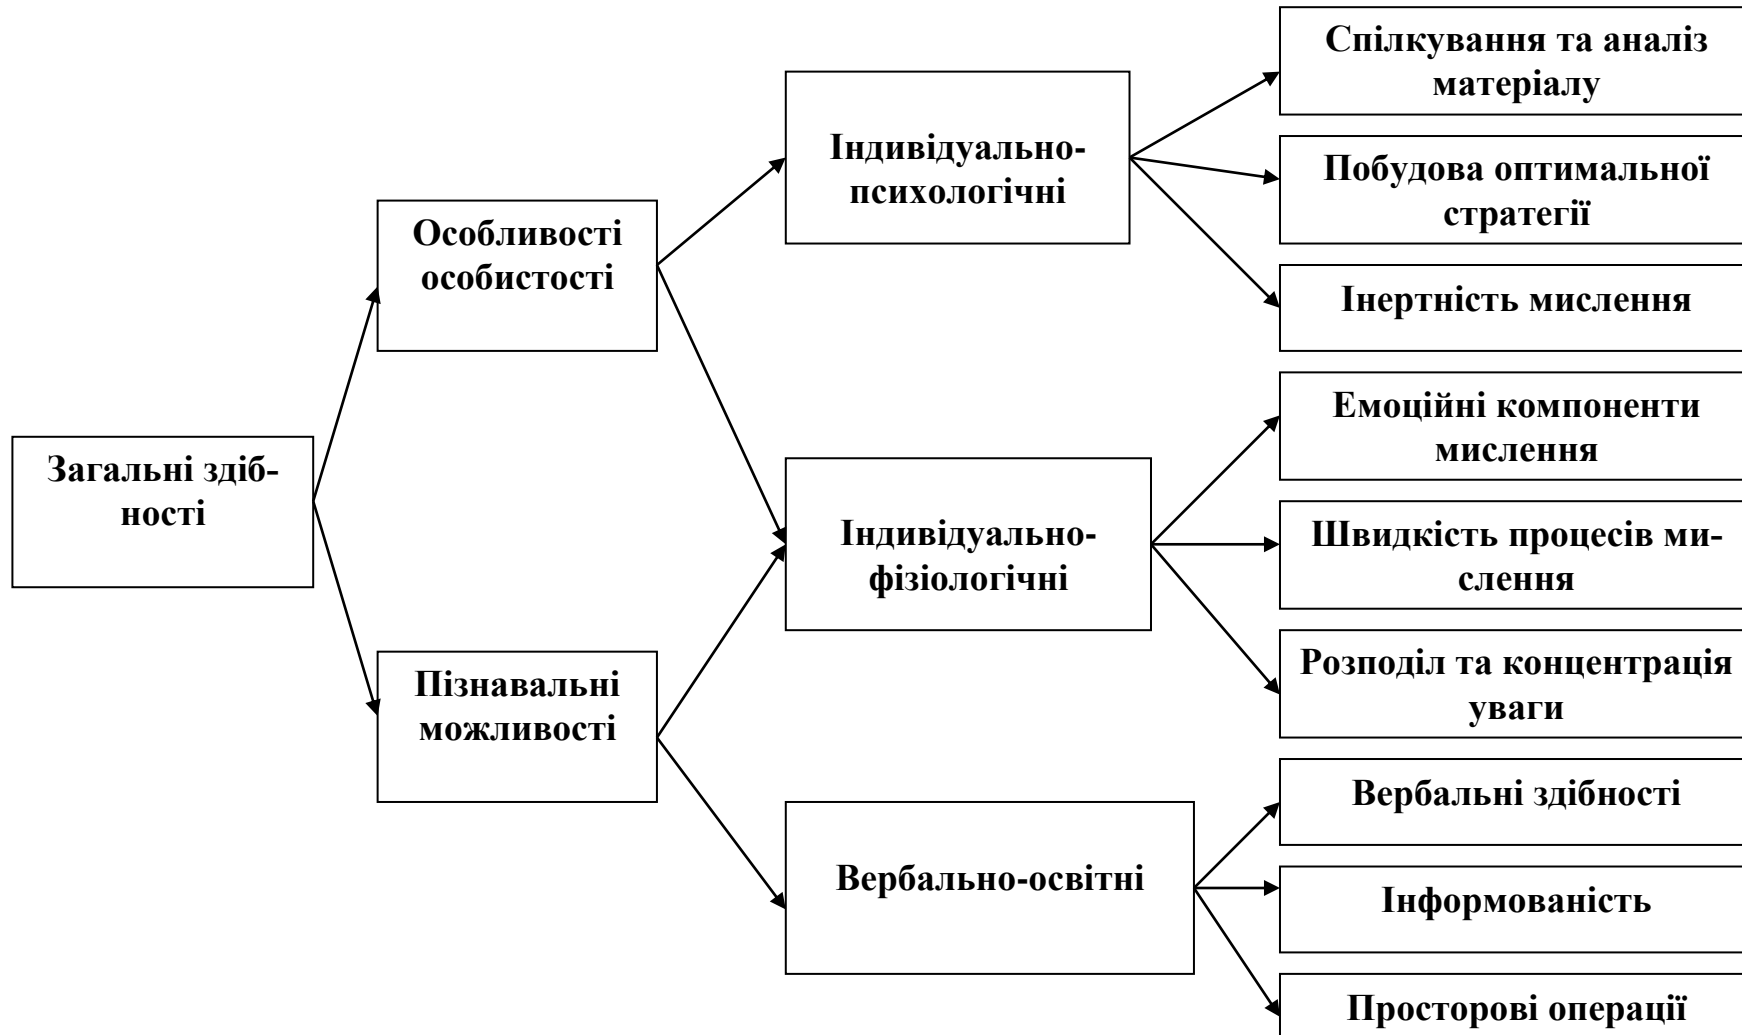 Загальні здіб-
ності
Особливості
особистості
Пізнавальні
можливості
Індивідуально-
психологічні
Індивідуально-
фізіологічні
Вербально-освітні
Спілкування та аналіз
матеріалу
Побудова оптимальної
стратегії
Інертність мислення
Емоційні компоненти
мислення
Швидкість процесів ми-
слення
Розподіл та концентрація
уваги
Вербальні здібності
Інформованість
Просторові операції